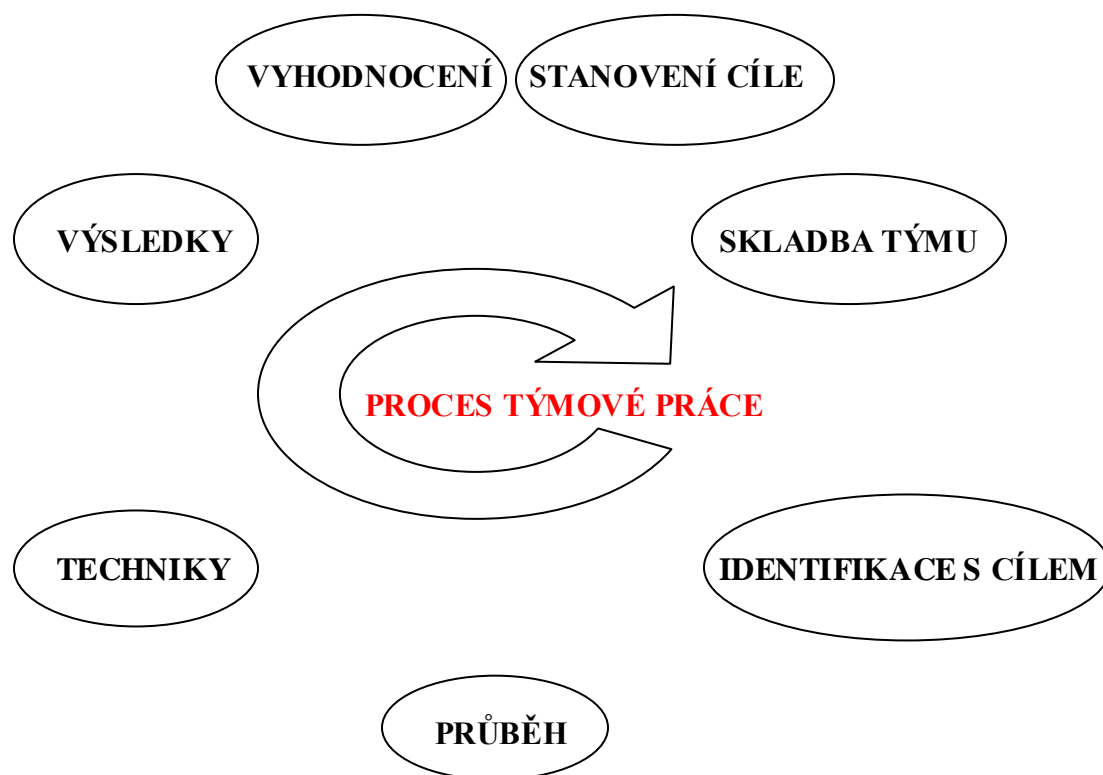 VYHODNOCENÍ
STANOVENÍ CÍLE
VÝSLEDKY
SKLADBA TÝMU
PROCES TÝMOVÉ PRÁCE
TECHNIKY
IDENTIFIKACE S CÍLEM
PRŮBĚH